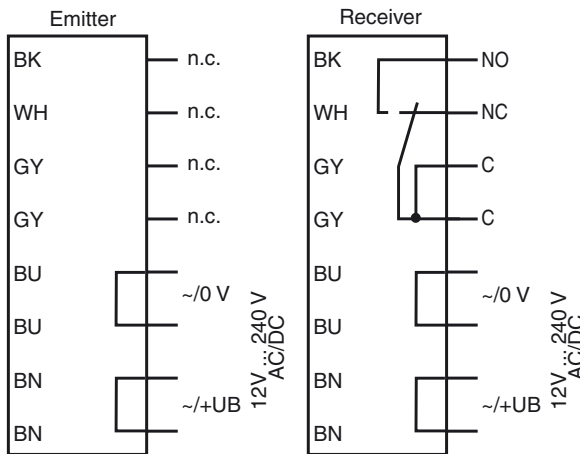 Emitter
BK n.c.
WH n.c.
GY n.c.
GY n.c.
BU
~/0 V
BU
BN
~/+UB
BN
12V ... 240 V
AC/DC
Receiver
BK NO
WH NC
GY C
GY C
BU
~/0 V
BU
BN
~/+UB
BN
12V ... 240 V
AC/DC